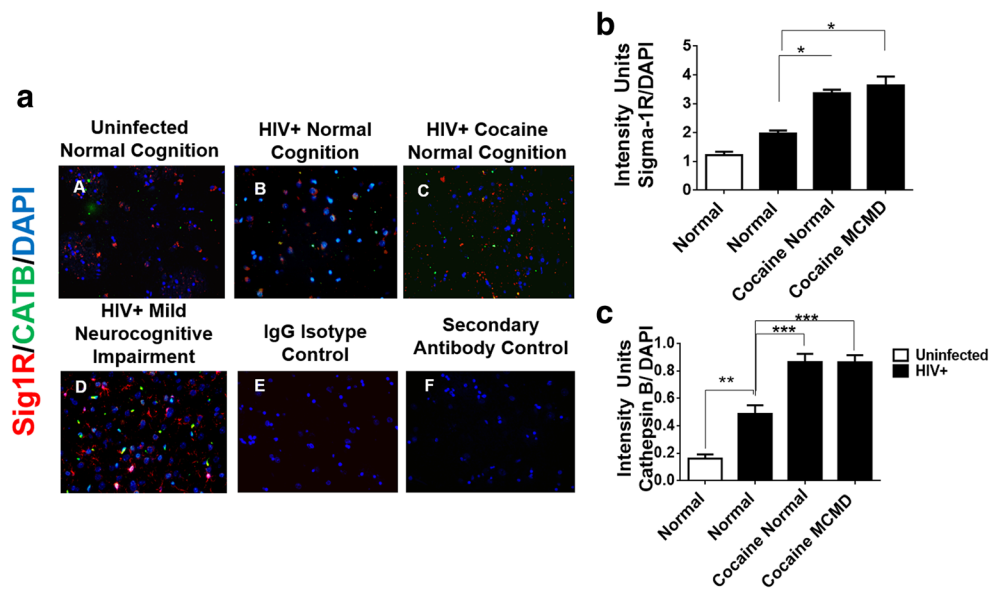 a
Sig1R/CATB/DAPI
Uninfected
Normal Cognition
HIV+ Normal
Cognition
HIV+ Cocaine
Normal Cognition
A
B
C
HIV+ Mild
Neurocognitive
Impairment
IgG Isotype
Control
Secondary
Antibody Control
D
E
F
b
Intensity Units
Sigma-1R/DAPI
5
4
3
2
1
0
*
*
Normal
Normal
Cocaine Normal
Cocaine MCMD
c
Intensity Units
Cathepsin B/ DAPI
1.0
0.8
0.6
0.4
0.2
0.0
**
***
***
Normal
Normal
Cocaine Normal
Cocaine MCMD
Uninfected
HIV+